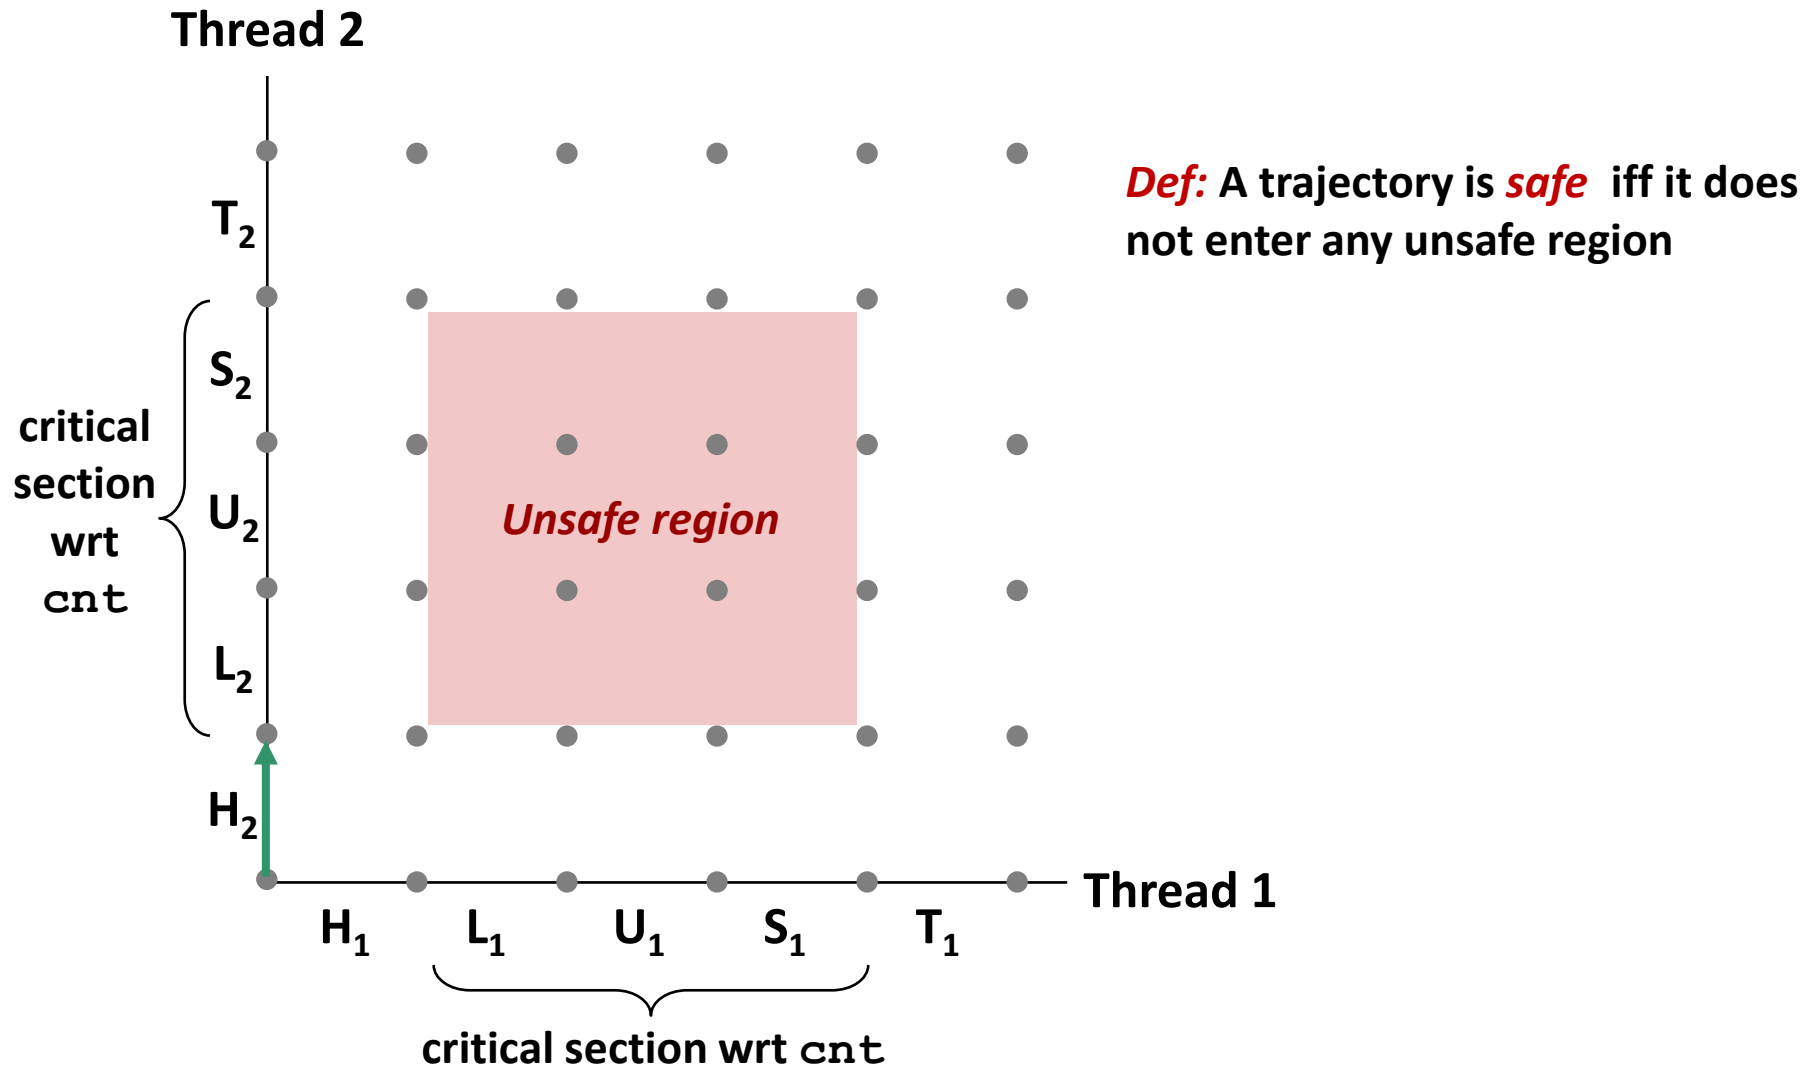 Thread 2
Def: A trajectory is safe iff it does
not enter any unsafe region
T₂
S₂
critical
section
wrt
cnt
U₂
Unsafe region
L₂
H₂
Thread 1
H₁ L₁ U₁ S₁ T₁
critical section wrt cnt